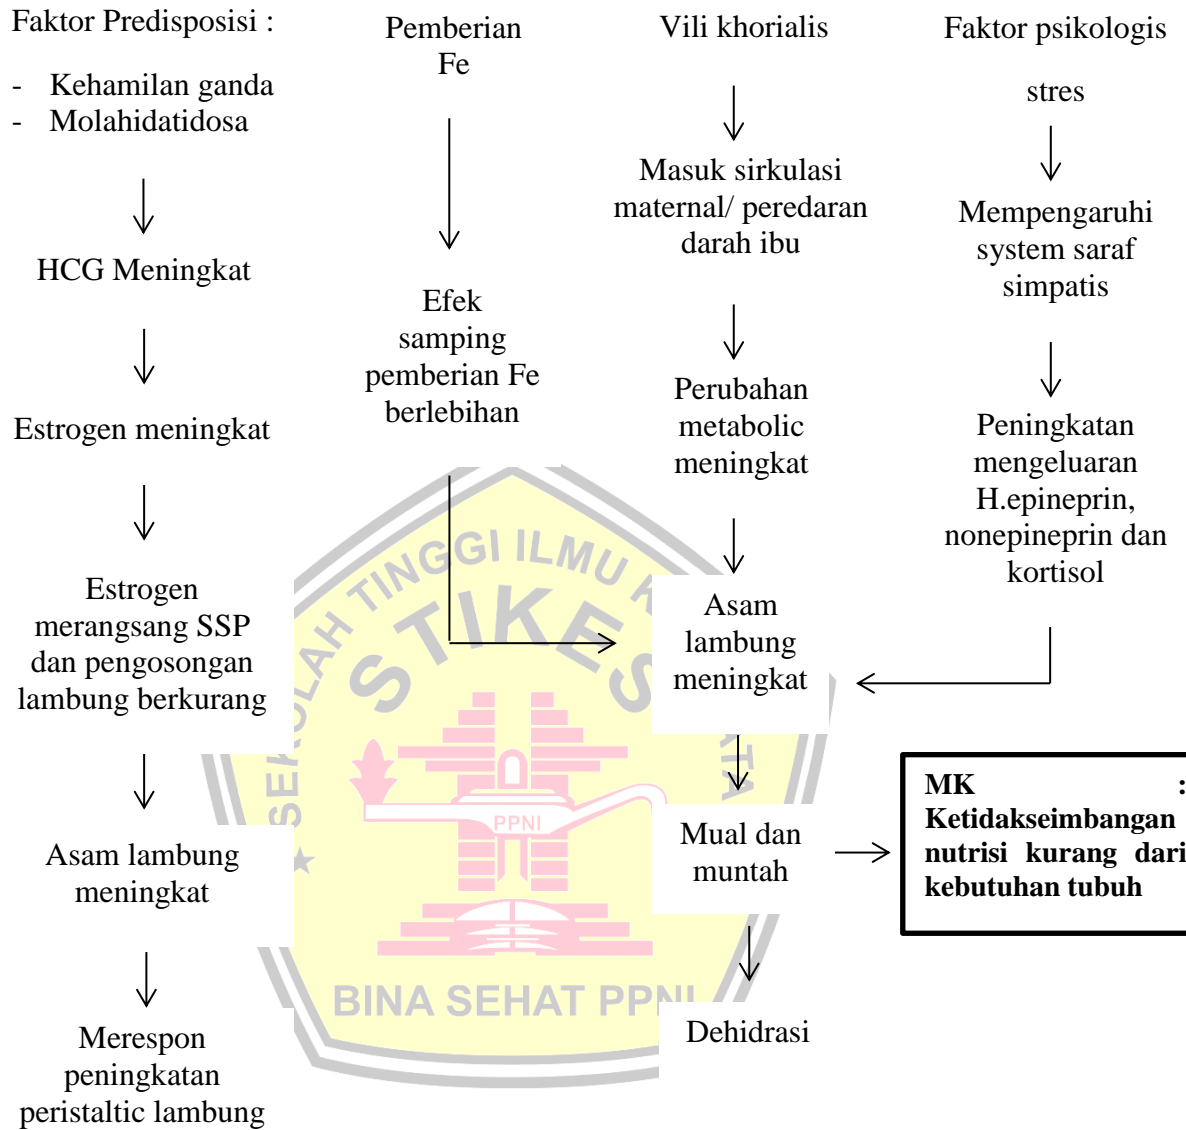 Faktor Predisposisi :
- Kehamilan ganda
- Molahidatidosa
HCG Meningkat
Estrogen meningkat
Estrogen
merangsang SSP
dan pengosongan
lambung berkurang
Asam lambung
meningkat
Merespon
peningkatan
peristaltic lambung
Pemberian
Fe
Efek
samping
pemberian Fe
berlebihan
Vili khorialis
Masuk sirkulasi
maternal/ peredaran
darah ibu
Perubahan
metabolic
meningkat
Asam
lambung
meningkat
Mual dan
muntah
Dehidrasi
Faktor psikologis
stres
Mempengaruhi
system saraf
simpatis
Peningkatan
mengeluaran
H.epineprin,
nonepineprin dan
kortisol
MK :
Ketidakseimbangan
nutrisi kurang dari
kebutuhan tubuh
TINGGI ILMU
STIKES
PPNI
BINA SEHAT PPNI